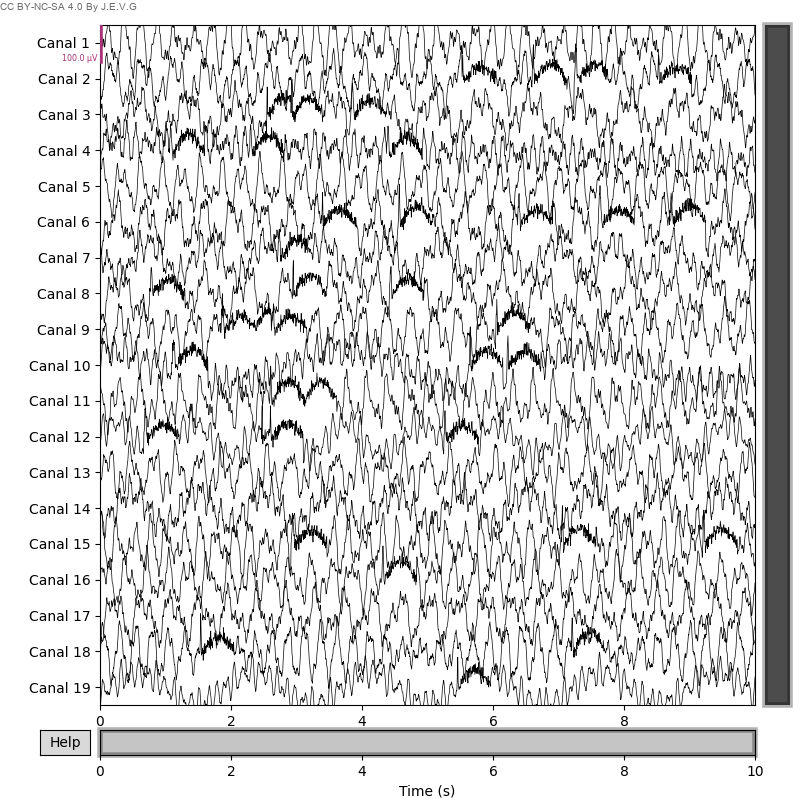 CC BY-NC-SA 4.0 By J.E.V.G
Canal 1
100.0 µV
Canal 2
Canal 3
Canal 4
Canal 5
Canal 6
Canal 7
Canal 8
Canal 9
Canal 10
Canal 11
Canal 12
Canal 13
Canal 14
Canal 15
Canal 16
Canal 17
Canal 18
Canal 19
0 2 4 6 8
Help
0 2 4 6 8 10
Time (s)